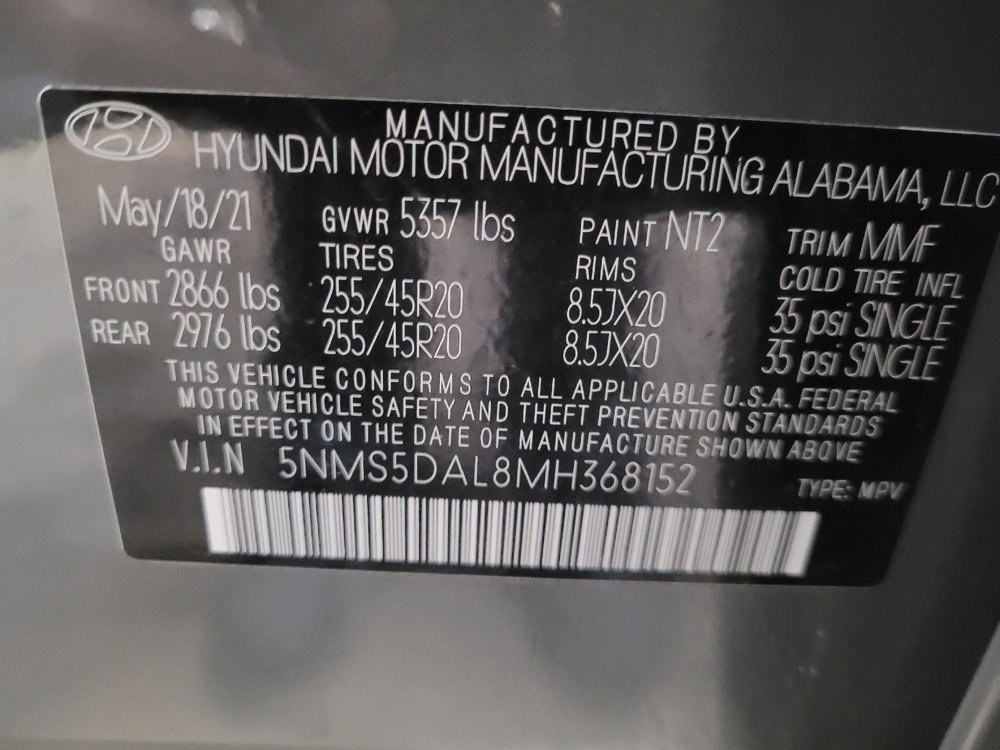 MANUFACTURED BY
HYUNDAI MOTOR MANUFACTURING ALABAMA, LLC
May/18/21 GVWR 5357 lbs PAINT NT2 TRIM MMF
GAWR TIRES RIMS COLD TIRE INFL
FRONT 2866 lbs 255/45R20 8.5JX20 35 psi SINGLE
REAR 2976 lbs 255/45R20 8.5JX20 35 psi SINGLE
THIS VEHICLE CONFORMS TO ALL APPLICABLE U.S.A. FEDERAL
MOTOR VEHICLE SAFETY AND THEFT PREVENTION STANDARDS
IN EFFECT ON THE DATE OF MANUFACTURE SHOWN ABOVE
V.I.N 5NMS5DAL8MH368152 TYPE: MPV